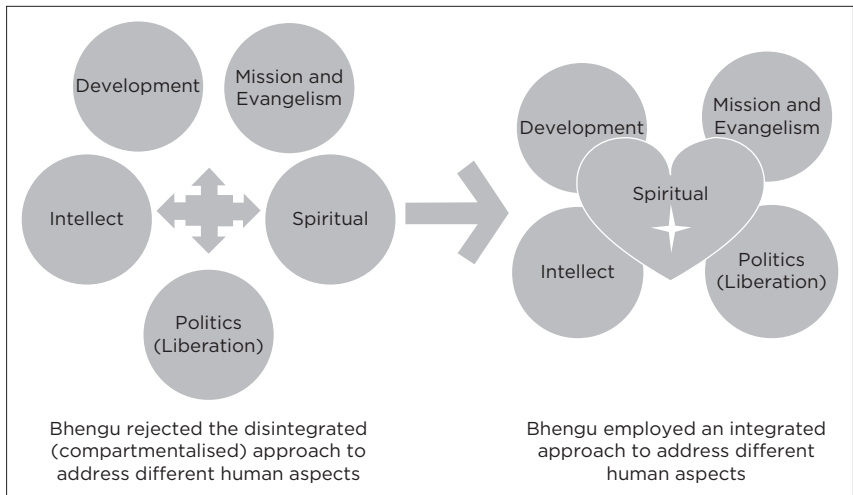 Development
Mission and
Evangelism
Intellect
Spiritual
Politics
(Liberation)
Bhengu rejected the disintegrated
(compartmentalised) approach to
address different human aspects
Development
Mission and
Evangelism
Spiritual
Intellect
Politics
(Liberation)
Bhengu employed an integrated
approach to address different
human aspects